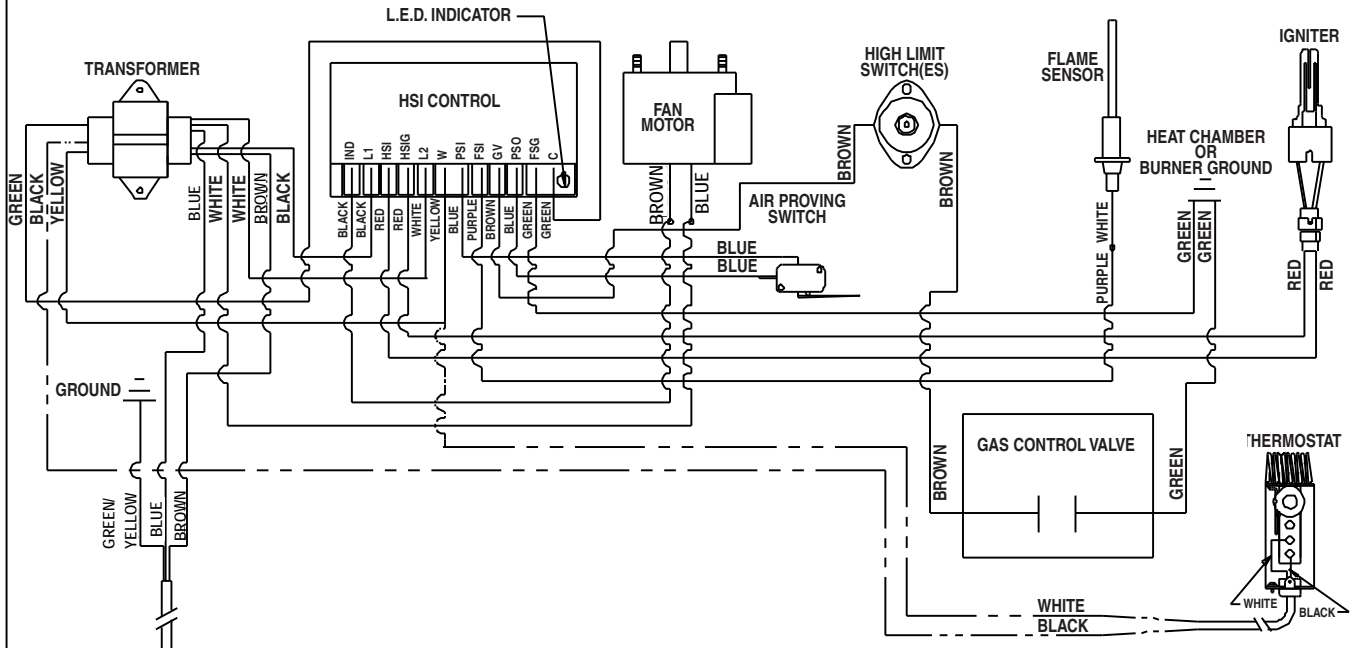 L.E.D. INDICATOR
TRANSFORMER
HSI CONTROL
FAN
MOTOR
HIGH LIMIT
SWITCH(ES)
FLAME
SENSOR
IGNITER
HEAT CHAMBER
OR
BURNER GROUND
IND
L1
HSI
HSIG
L2
W
PSI
FSI
GV
PSO
FSG
C
GREEN
BLACK
YELLOW
BLUE
WHITE
WHITE
BROWN
BLACK
BLACK
BLACK
RED
RED
WHITE
YELLOW
BLUE
PURPLE
BROWN
BLUE
GREEN
GREEN
BROWN
BLUE
BROWN
BROWN
AIR PROVING
SWITCH
BLUE
BLUE
PURPLE
WHITE
GREEN
GREEN
RED
RED
GROUND
GREEN/
YELLOW
BLUE
BROWN
BROWN
GAS CONTROL VALVE
GREEN
HERMOSTAT
WHITE
BLACK
WHITE
BLACK